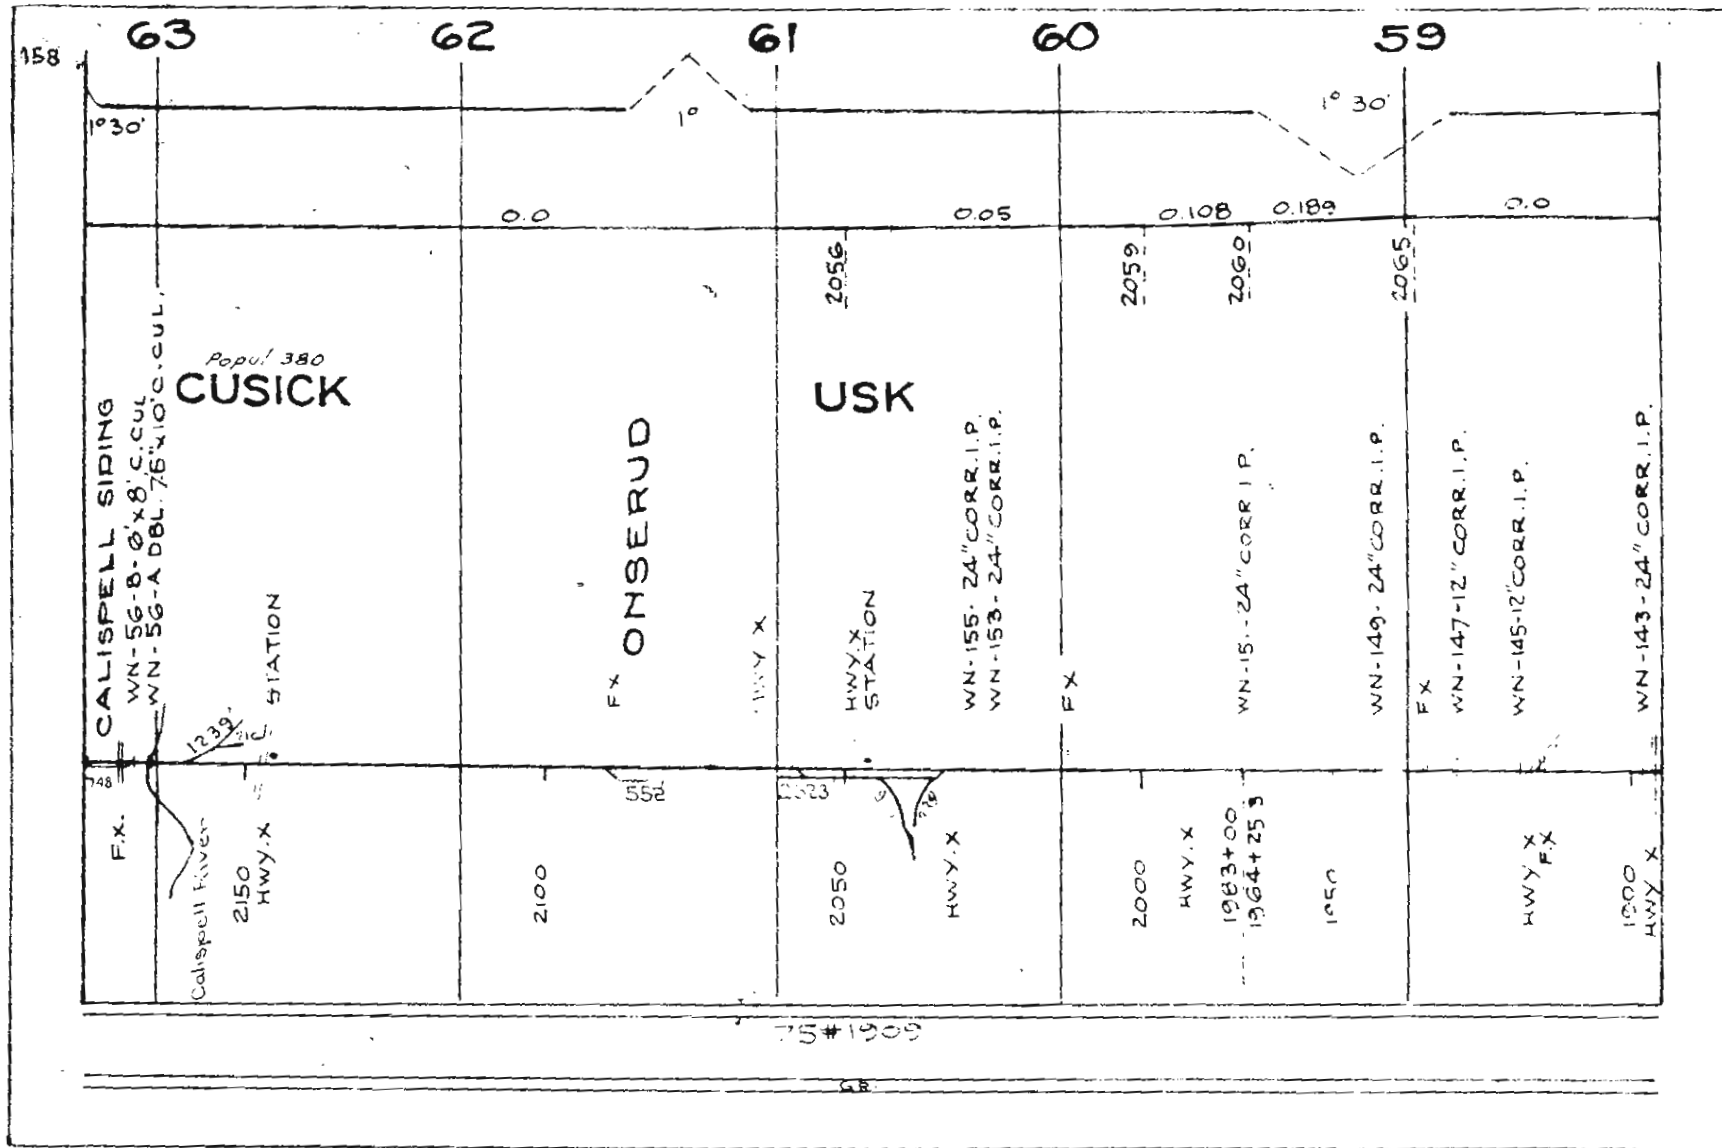 63 62 61 60 59
158
1°30'
1°
1° 30'
0.0 0.05 0.108 0.189 0.0
2056
2059
2060
2065
CALISPELL SIDING
WN-56-B-6'x8' C.CUL
WN-56-A DBL. 7'6"x10' C.CUL.
Popul 380
CUSICK
STATION
ONSERUD
FX
USK
HWY X
HWY.X
STATION
WN-155-24" CORR.I.P.
WN-153-24" CORR.I.P.
FX
24" CORR I P.
WN-149-24" CORR.I.P.
FX
WN-147-12" CORR.I.P.
WN-145-12" CORR.I.P.
WN-143-24" CORR.I.P.
1239'
552
F.X.
Calispell River
2150
HWY.X
2100
2050
HWY.X
2000
HWY.X
1983+00
1964+25
1950
HWY X
F.X
1900
HWY X
75#1909
G.R.